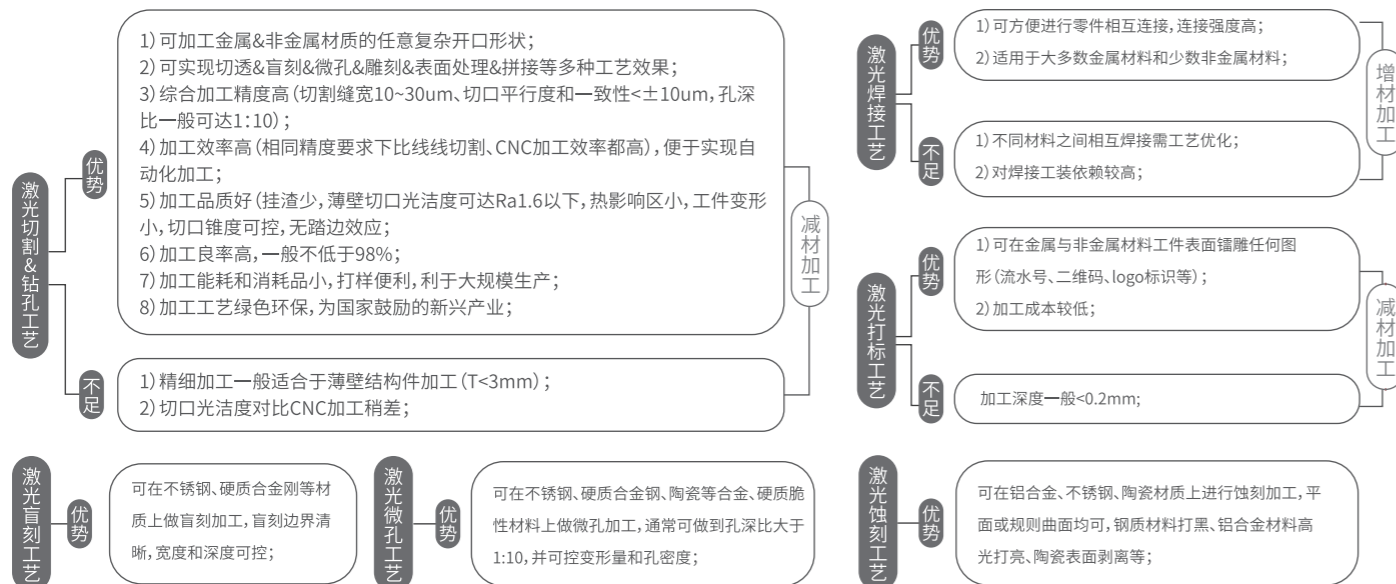 激光切割&钻孔工艺
优势
1)可加工金属&非金属材质的任意复杂开口形状；
2)可实现切透&盲刻&微孔&雕刻&表面处理&拼接等多种工艺效果；
3)综合加工精度高(切割缝宽10~30um、切口平行度和一致性<±10um，孔深
比一般可达1:10)；
4)加工效率高(相同精度要求下比线线切割、CNC加工效率都高)，便于实现自
动化加工；
5)加工品质好(挂渣少，薄壁切口光洁度可达Ra1.6以下，热影响区小，工件变形
小，切口锥度可控，无踏边效应；
6)加工良率高，一般不低于98%；
7)加工能耗和消耗品小，打样便利，利于大规模生产；
8)加工工艺绿色环保，为国家鼓励的新兴产业；
不足
1)精细加工一般适合于薄壁结构件加工(T<3mm)；
2)切口光洁度对比CNC加工稍差；
减材加工
激光焊接工艺
优势
1)可方便进行零件相互连接，连接强度高；
2)适用于大多数金属材料和少数非金属材料；
不足
1)不同材料之间相互焊接需工艺优化；
2)对焊接工装依赖较高；
增材加工
激光打标工艺
优势
1)可在金属与非金属材料工件表面镭雕任何图
形(流水号、二维码、logo标识等)；
2)加工成本较低；
不足
加工深度一般<0.2mm;
减材加工
激光盲刻工艺
优势
可在不锈钢、硬质合金刚等材
质上做盲刻加工，盲刻边界清
晰，宽度和深度可控；
激光微孔工艺
优势
可在不锈钢、硬质合金钢、陶瓷等合金、硬质脆
性材料上做微孔加工，通常可做到孔深比大于
1:10，并可控变形量和孔密度；
激光蚀刻工艺
优势
可在铝合金、不锈钢、陶瓷材质上进行蚀刻加工，平
面或规则曲面均可，钢质材料打黑、铝合金材料高
光打亮、陶瓷表面剥离等；